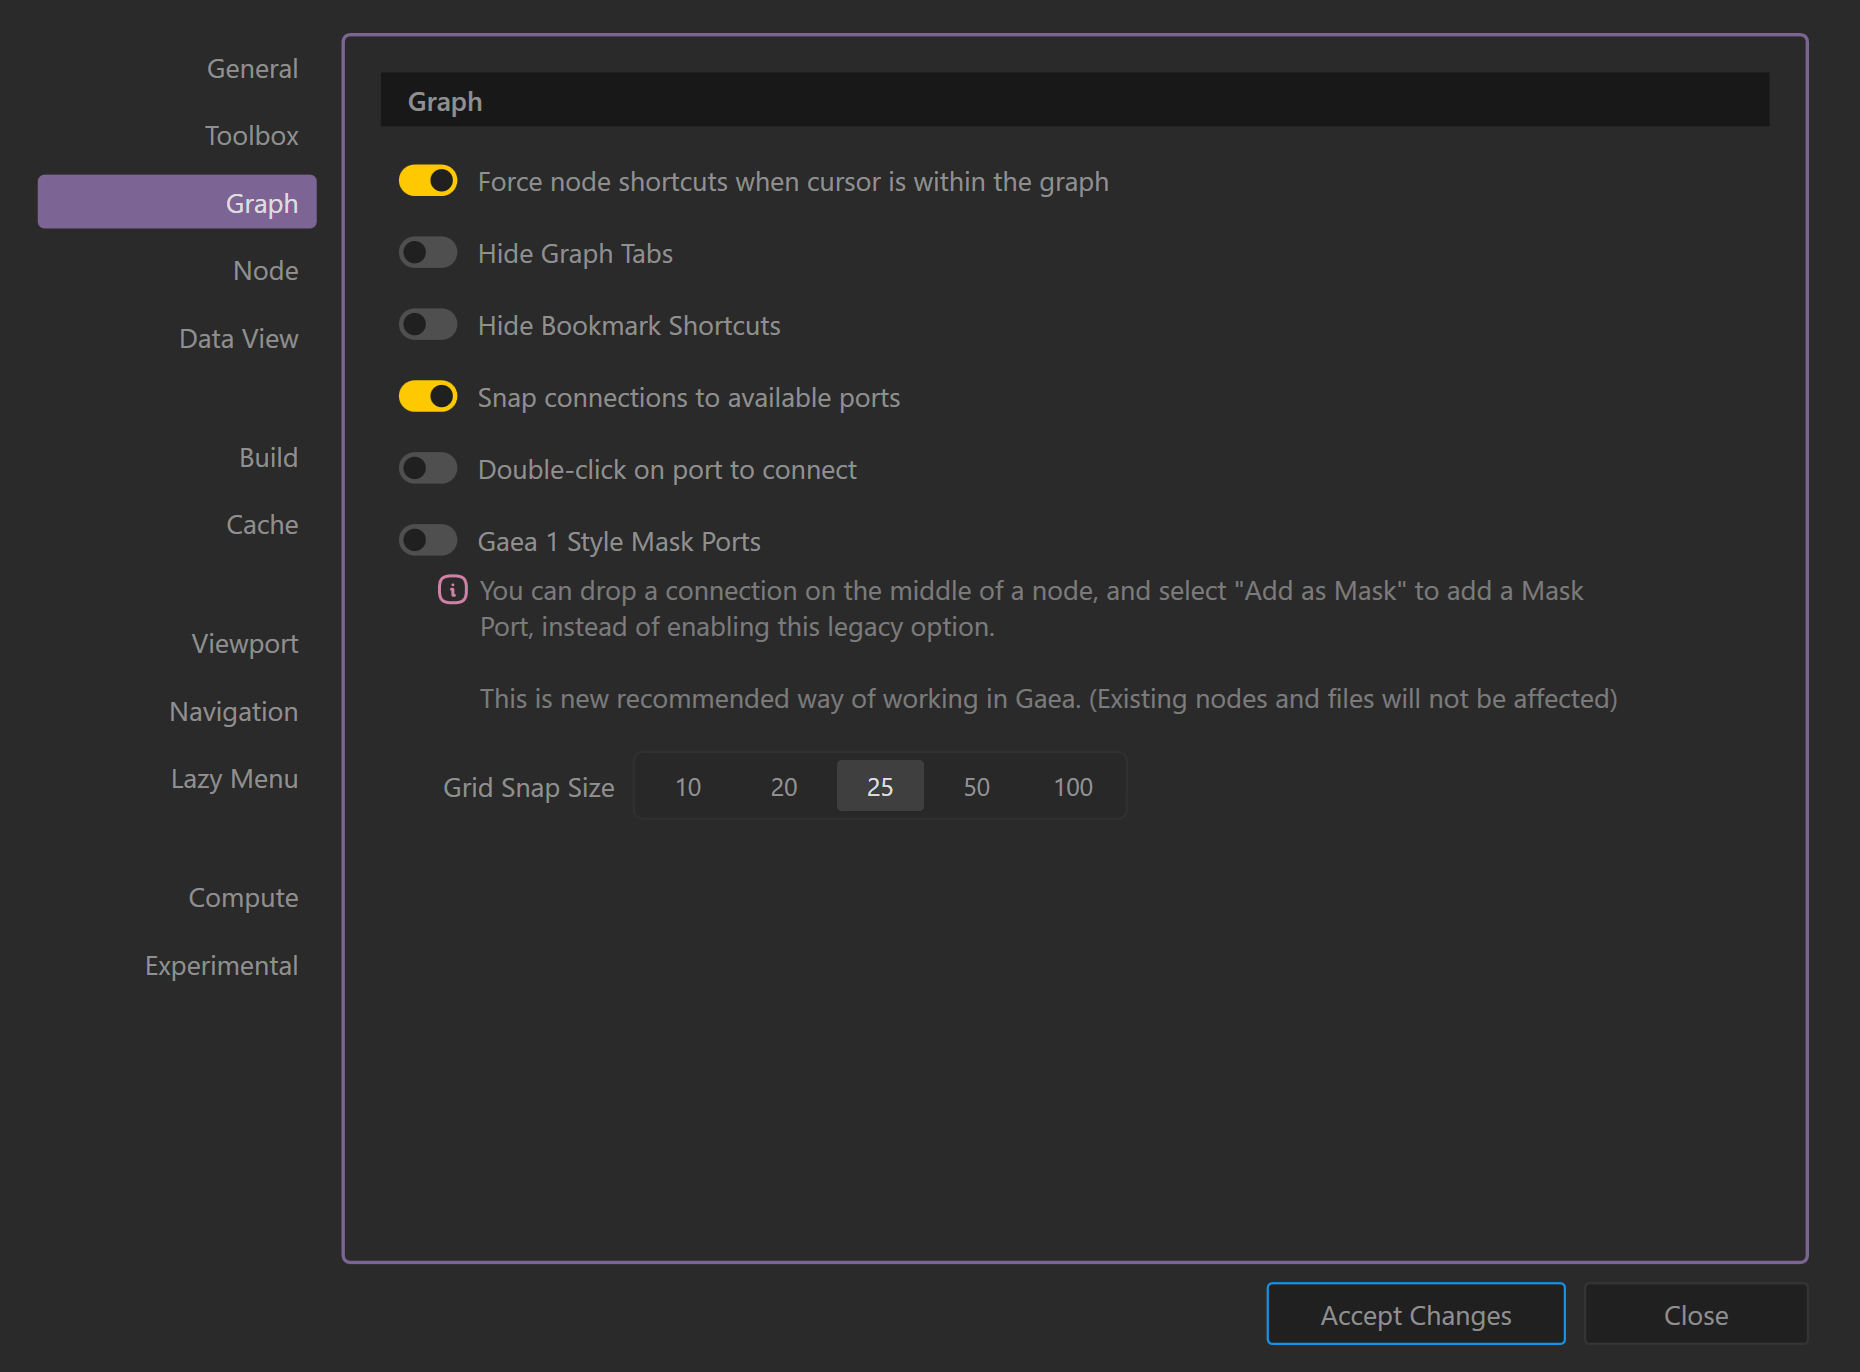 General
Toolbox
Graph
Node
Data View
Build
Cache
Viewport
Navigation
Lazy Menu
Compute
Experimental
Graph
Force node shortcuts when cursor is within the graph
Hide Graph Tabs
Hide Bookmark Shortcuts
Snap connections to available ports
Double-click on port to connect
Gaea 1 Style Mask Ports
You can drop a connection on the middle of a node, and select "Add as Mask" to add a Mask
Port, instead of enabling this legacy option.
This is new recommended way of working in Gaea. (Existing nodes and files will not be affected)
Grid Snap Size 10 20 25 50 100
Accept Changes Close